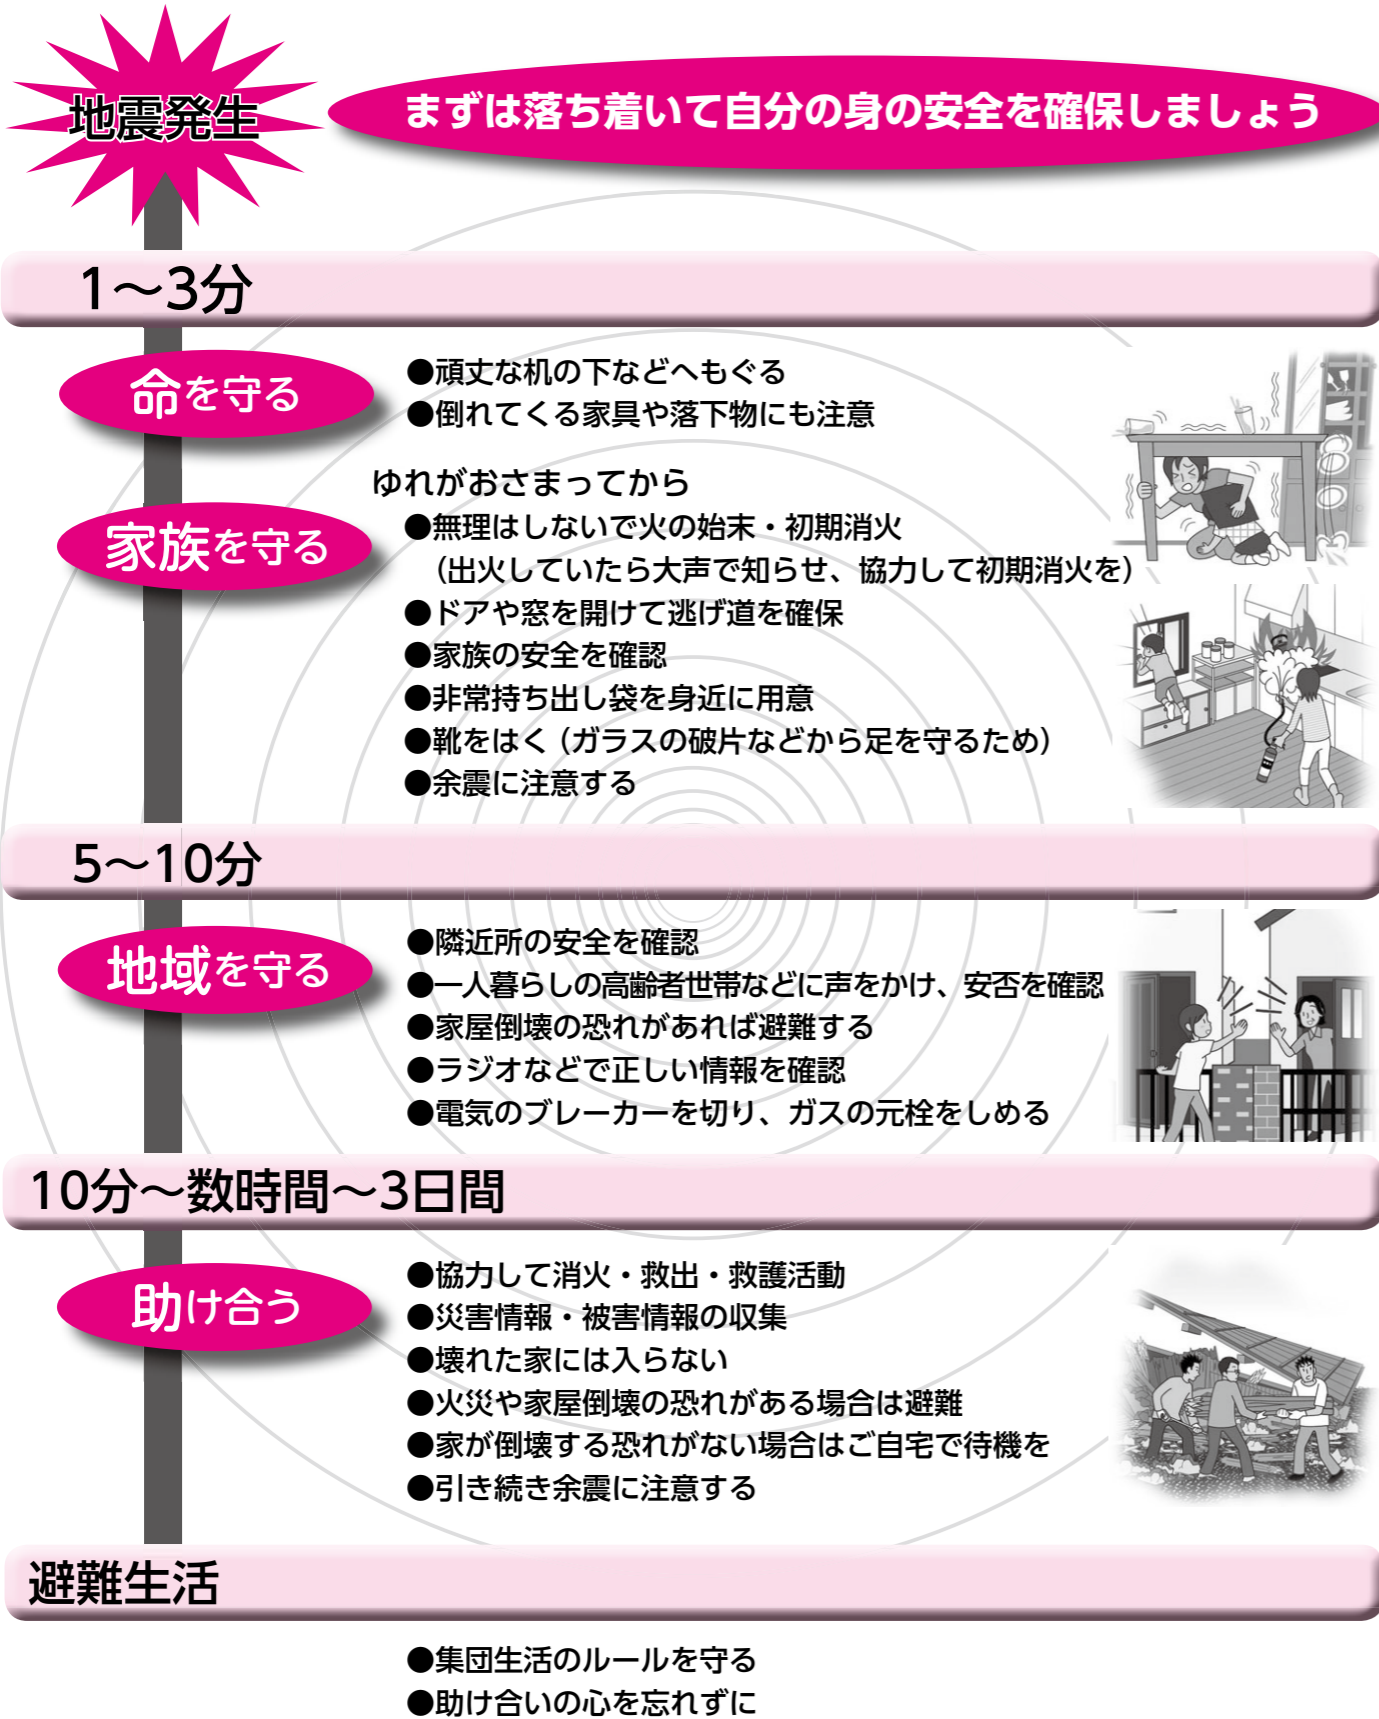 地震発生
まずは落ち着いて自分の身の安全を確保しましょう
1～3分
命を守る
●頑丈な机の下などへもぐる
●倒れてくる家具や落下物にも注意
ゆれがおさまってから
家族を守る
●無理はしないで火の始末・初期消火
（出火していたら大声で知らせ、協力して初期消火を）
●ドアや窓を開けて逃げ道を確保
●家族の安全を確認
●非常持ち出し袋を身近に用意
●靴をはく（ガラスの破片などから足を守るため）
●余震に注意する
5～10分
地域を守る
●隣近所の安全を確認
●一人暮らしの高齢者世帯などに声をかけ、安否を確認
●家屋倒壊の恐れがあれば避難する
●ラジオなどで正しい情報を確認
●電気のブレーカーを切り、ガスの元栓をしめる
10分～数時間～3日間
助け合う
●協力して消火・救出・救護活動
●災害情報・被害情報の収集
●壊れた家には入らない
●火災や家屋倒壊の恐れがある場合は避難
●家が倒壊する恐れがない場合はご自宅で待機を
●引き続き余震に注意する
避難生活
●集団生活のルールを守る
●助け合いの心を忘れずに